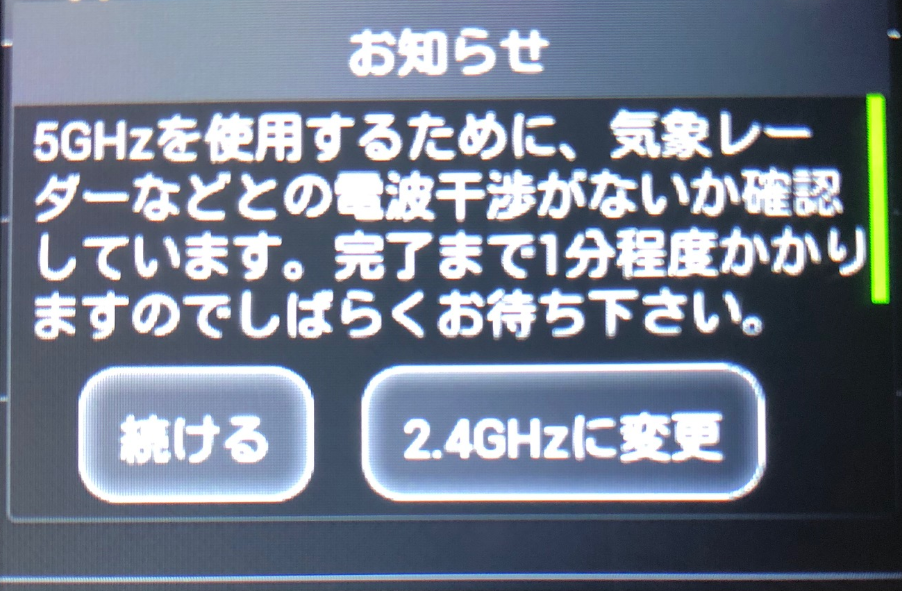 お知らせ
5GHzを使用するために、気象レー
ダーなどとの電波干渉がないか確認
しています。完了まで1分程度かかり
ますのでしばらくお待ち下さい。
続ける
2.4GHzに変更